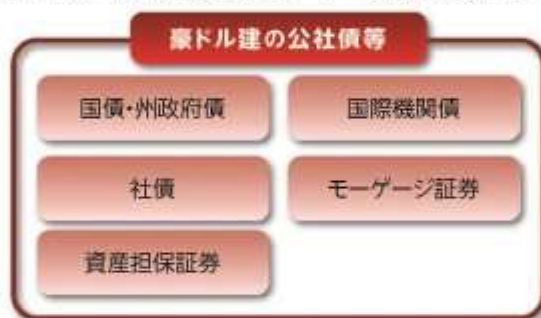 豪ドル建の公社債等
国債・州政府債
国際機関債
社債
モーゲージ証券
資産担保証券